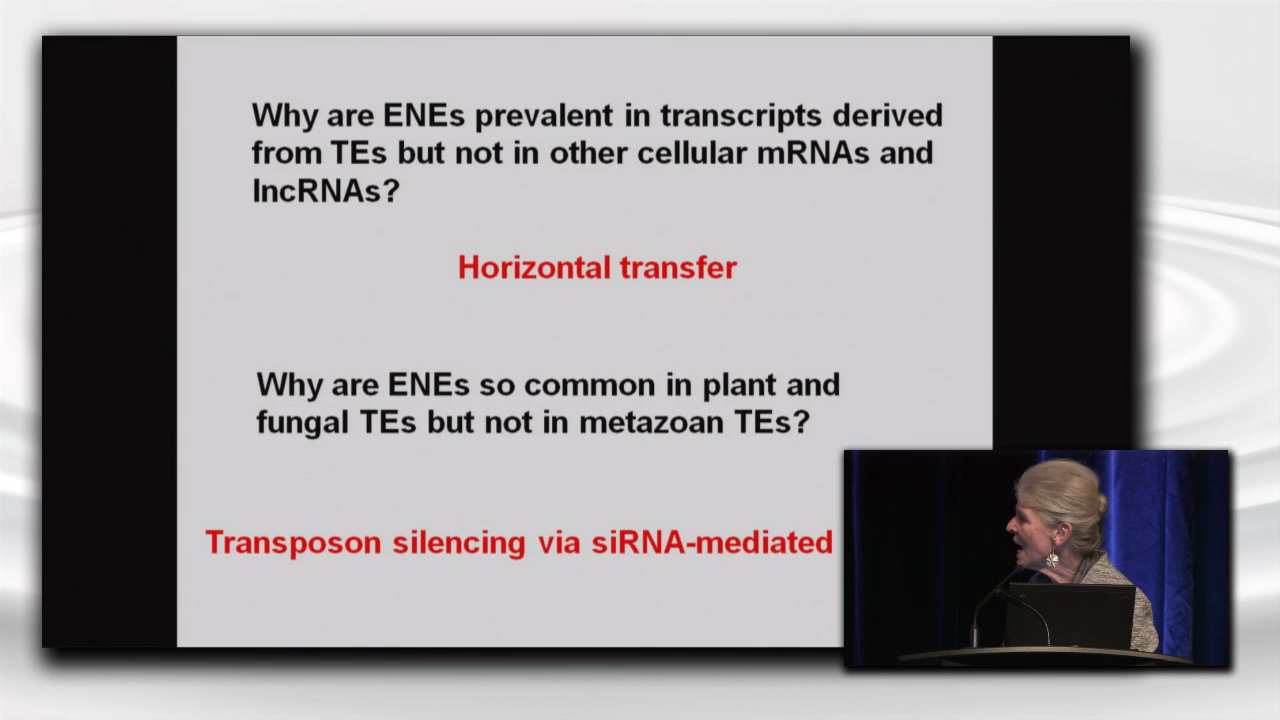 Why are ENEs prevalent in transcripts derived
from TEs but not in other cellular mRNAs and
lncRNAs?
Horizontal transfer
Why are ENEs so common in plant and
fungal TEs but not in metazoan TEs?
Transposon silencing via siRNA-mediated